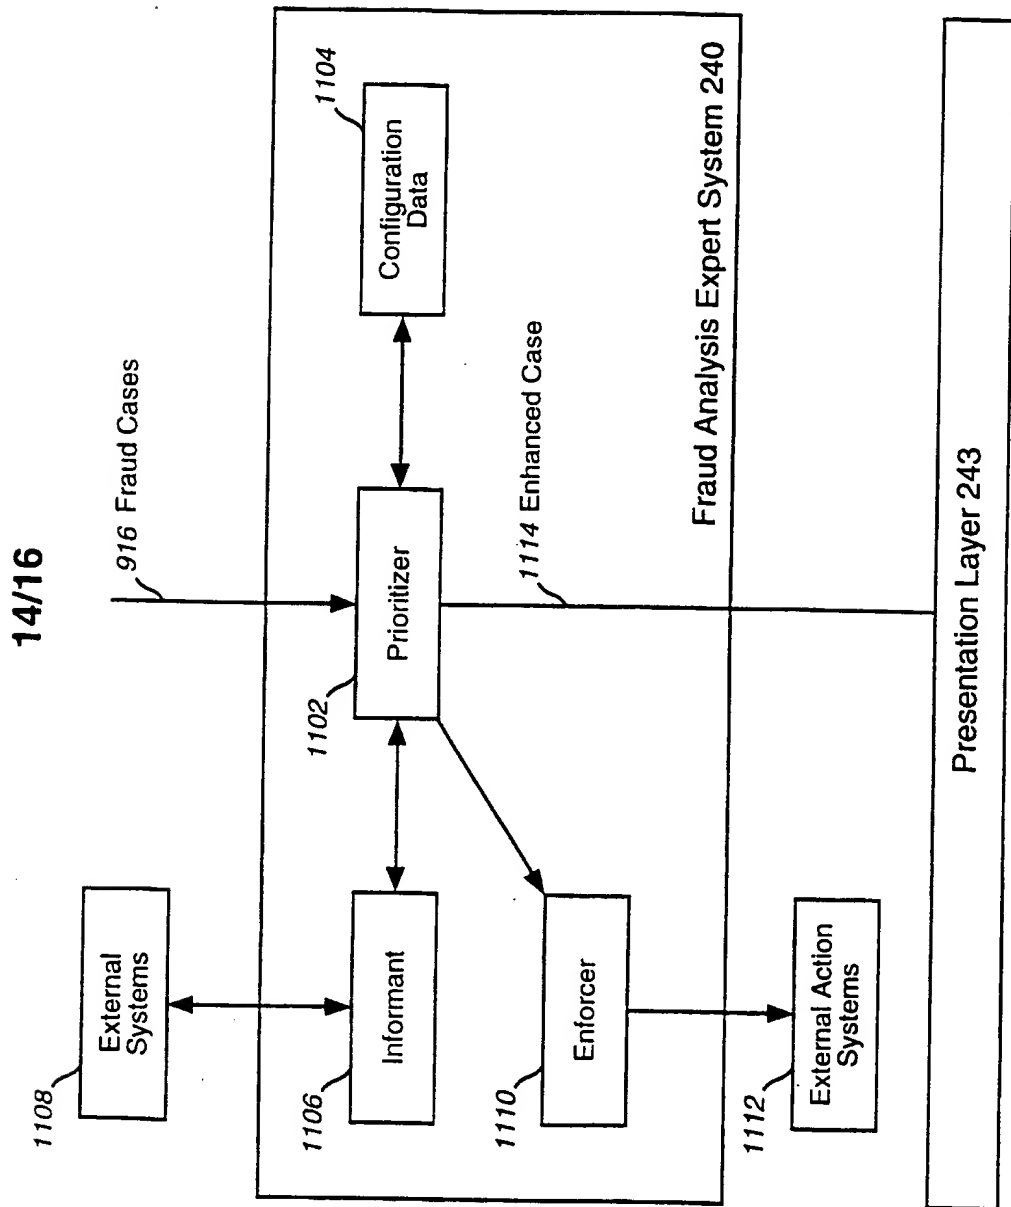 14/16
916 Fraud Cases
1108
External
Systems
1106
Informant
1102
Prioritizer
1104
Configuration
Data
1110
Enforcer
1114 Enhanced Case
Fraud Analysis Expert System 240
1112
External Action
Systems
Presentation Layer 243